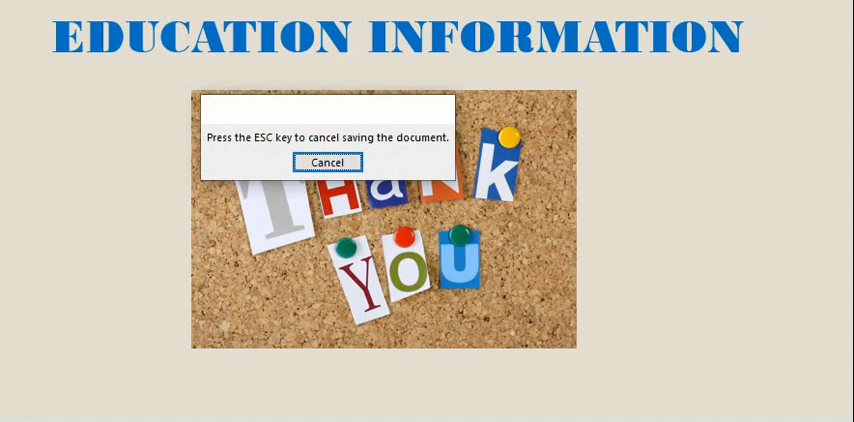 EDUCATION INFORMATION
Press the ESC key to cancel saving the document.
Cancel
THaNk
YOU